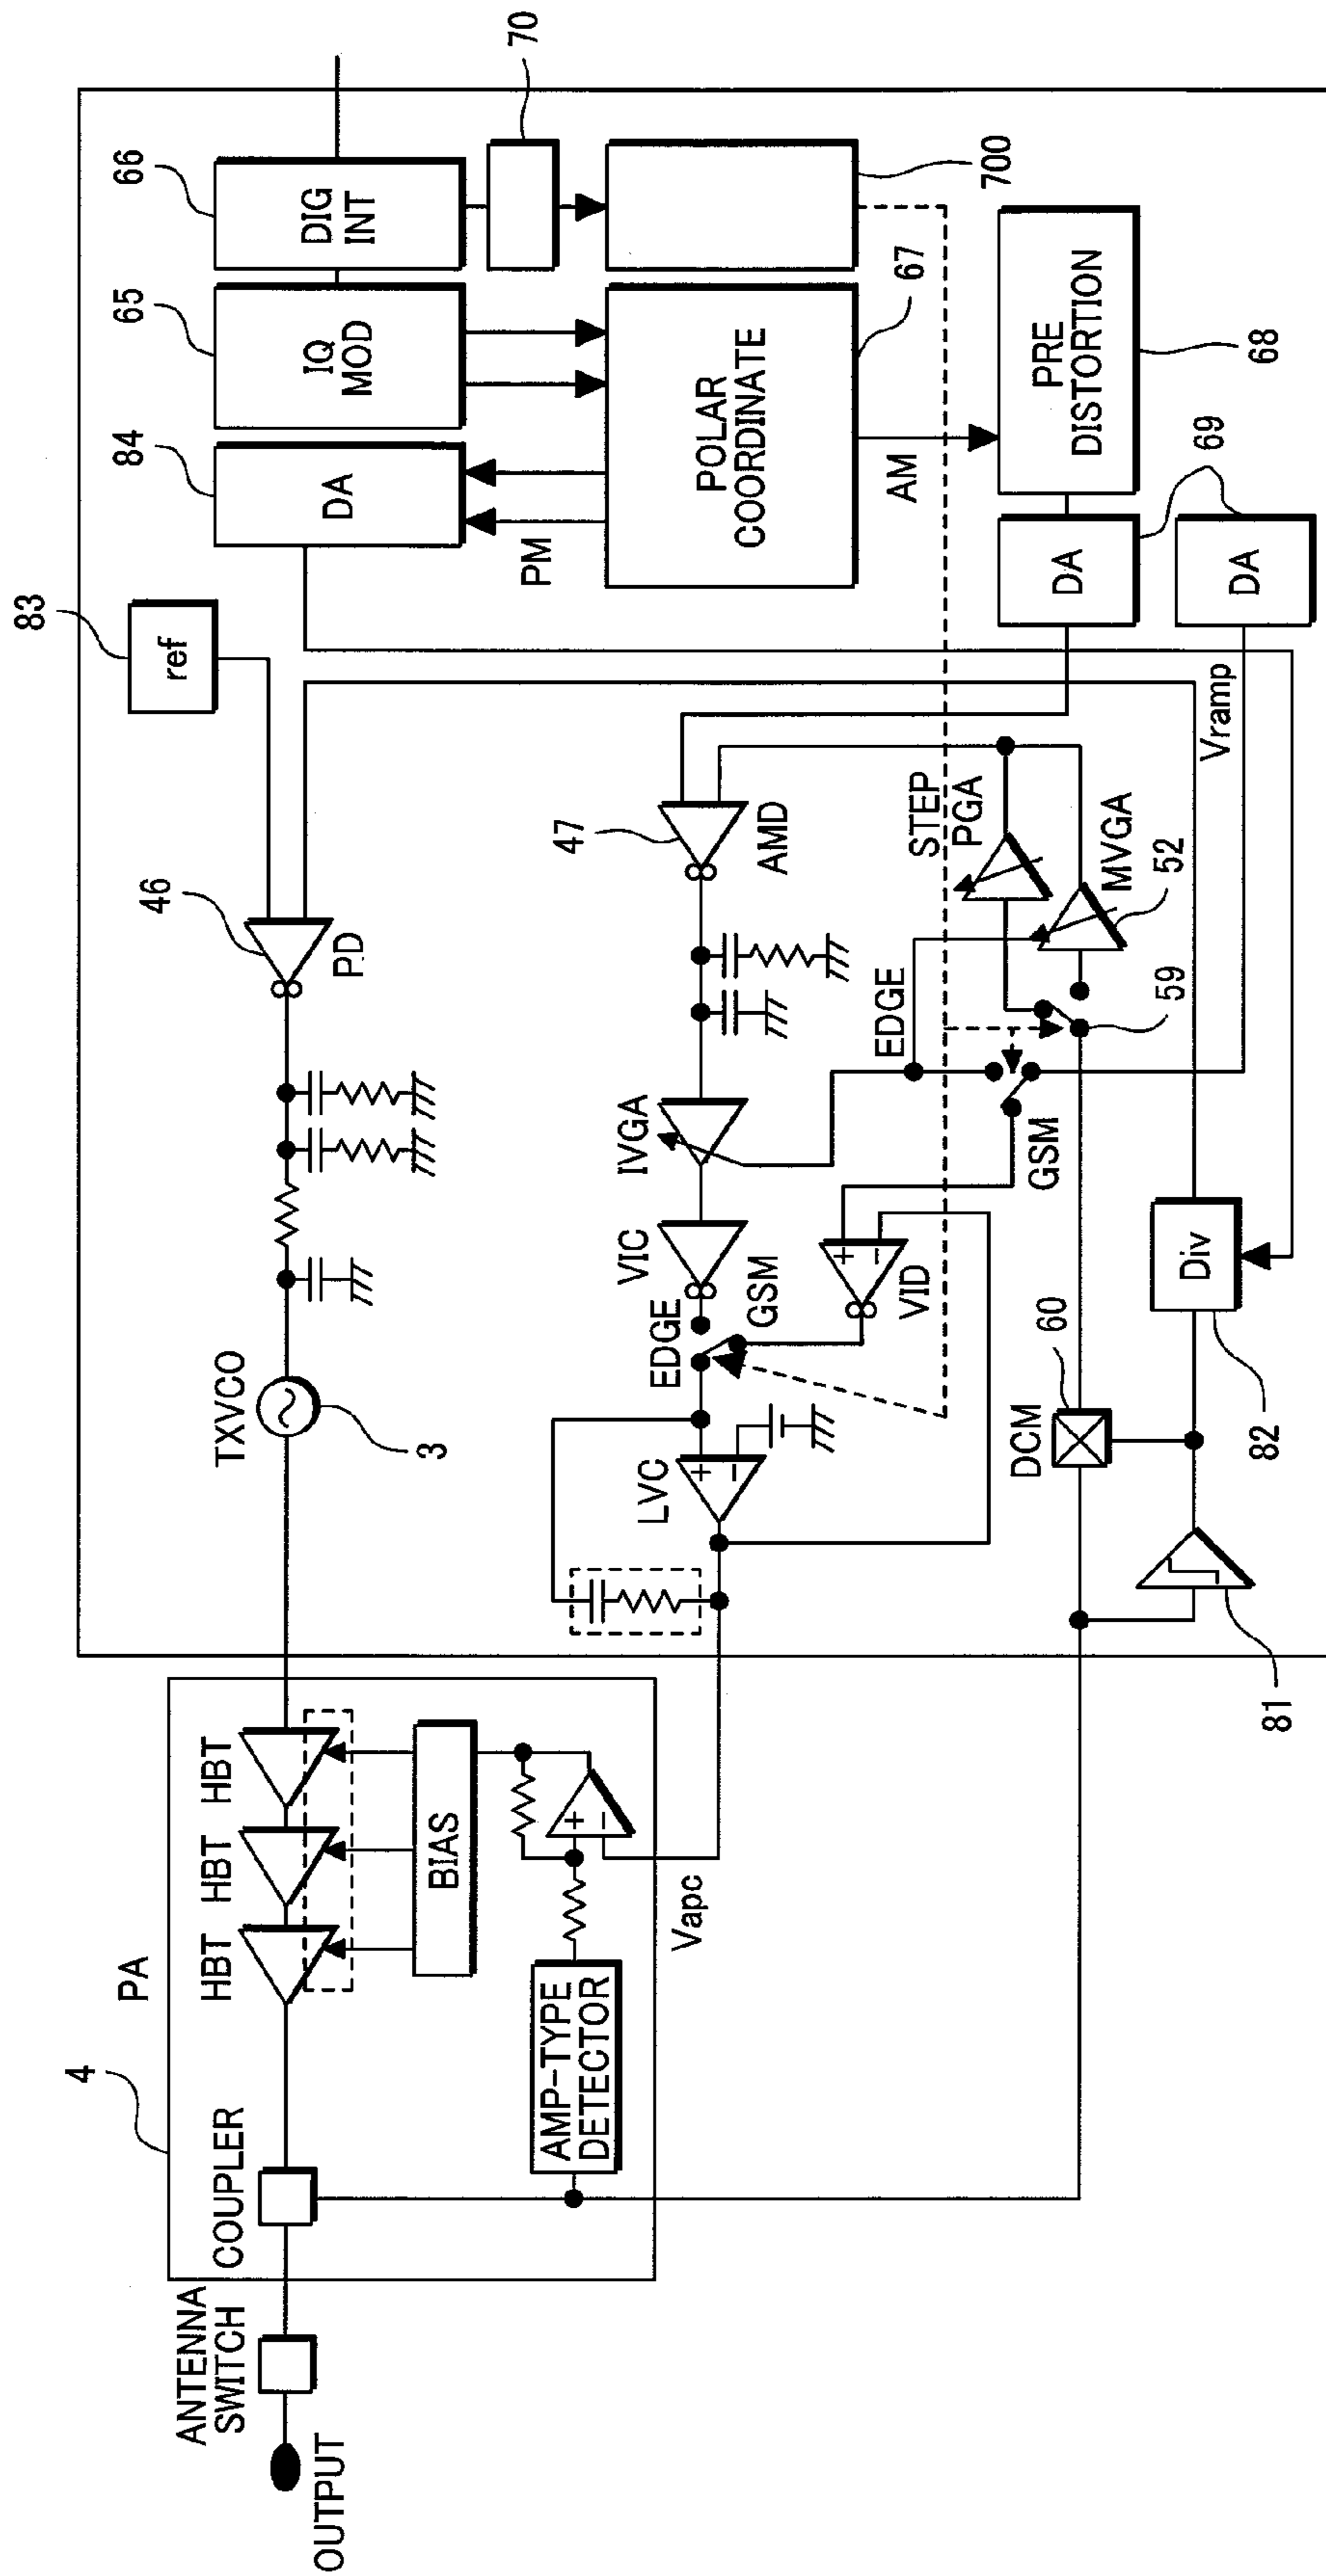 OUTPUT
ANTENNA
SWITCH
4
PA
COUPLER
HBT
HBT
HBT
BIAS
AMP-TYPE
DETECTOR
+
−
Vapc
TXVCO
3
46
PD
83
ref
84
DA
65
IQ
MOD
66
DIG
INT
70
PM
POLAR
COORDINATE
67
700
AM
LVC
+
−
EDGE
GSM
VIC
IVGA
47
AMD
VID
+
−
EDGE
GSM
STEP
PGA
MVGA
52
59
DA
69
PRE
DISTORTION
68
DA
Vramp
DCM
60
Div
82
81